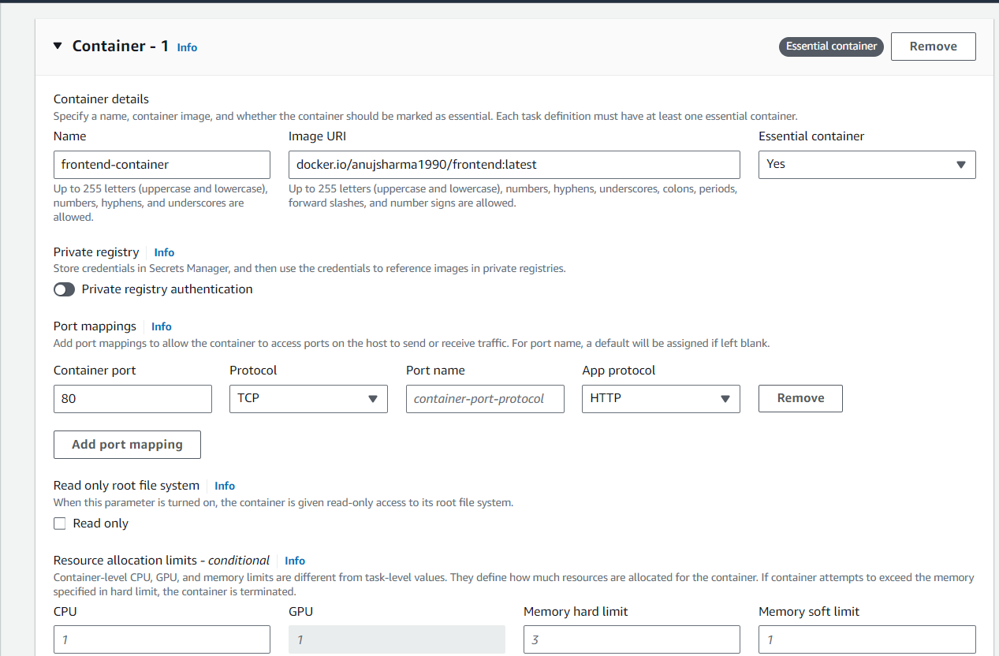 Container - 1 Info Essential container Remove
Container details
Specify a name, container image, and whether the container should be marked as essential. Each task definition must have at least one essential container.
Name Image URI Essential container
frontend-container docker.io/anujsharma1990/frontend:latest Yes
Up to 255 letters (uppercase and lowercase), numbers, hyphens, and underscores are allowed.
Up to 255 letters (uppercase and lowercase), numbers, hyphens, underscores, colons, periods, forward slashes, and number signs are allowed.
Private registry Info
Store credentials in Secrets Manager, and then use the credentials to reference images in private registries.
Private registry authentication
Port mappings Info
Add port mappings to allow the container to access ports on the host to send or receive traffic. For port name, a default will be assigned if left blank.
Container port Protocol Port name App protocol
80 TCP container-port-protocol HTTP Remove
Add port mapping
Read only root file system Info
When this parameter is turned on, the container is given read-only access to its root file system.
Read only
Resource allocation limits - conditional Info
Container-level CPU, GPU, and memory limits are different from task-level values. They define how much resources are allocated for the container. If container attempts to exceed the memory
specified in hard limit, the container is terminated.
CPU GPU Memory hard limit Memory soft limit
1 1 3 1